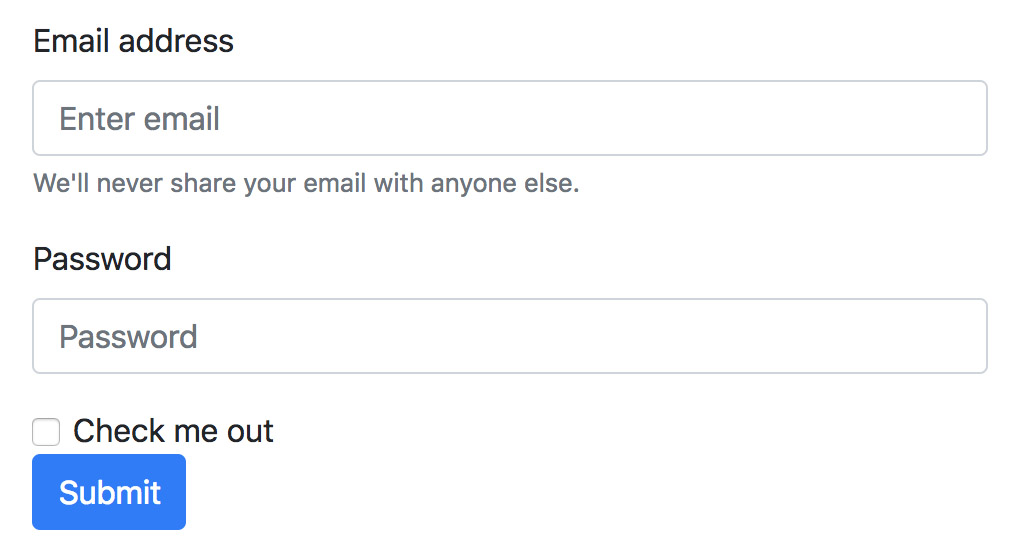 Email address
Enter email
We'll never share your email with anyone else.
Password
Password
Check me out
Submit